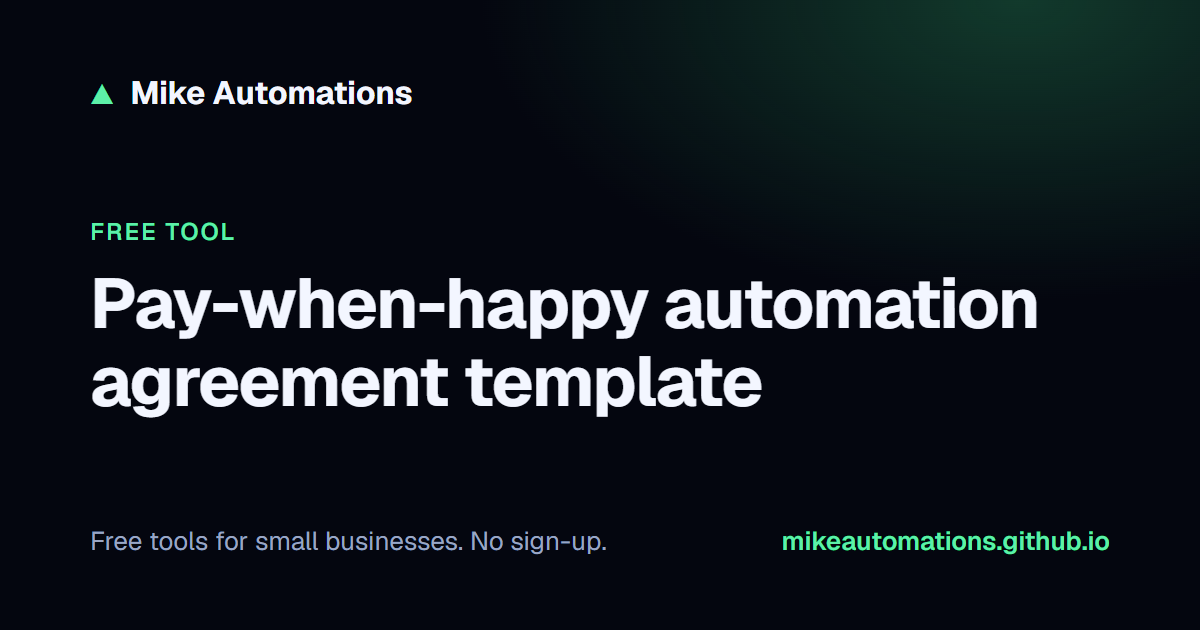 Mike Automations
FREE TOOL
Pay-when-happy automation
agreement template
Free tools for small businesses. No sign-up.
mikeautomations.github.io